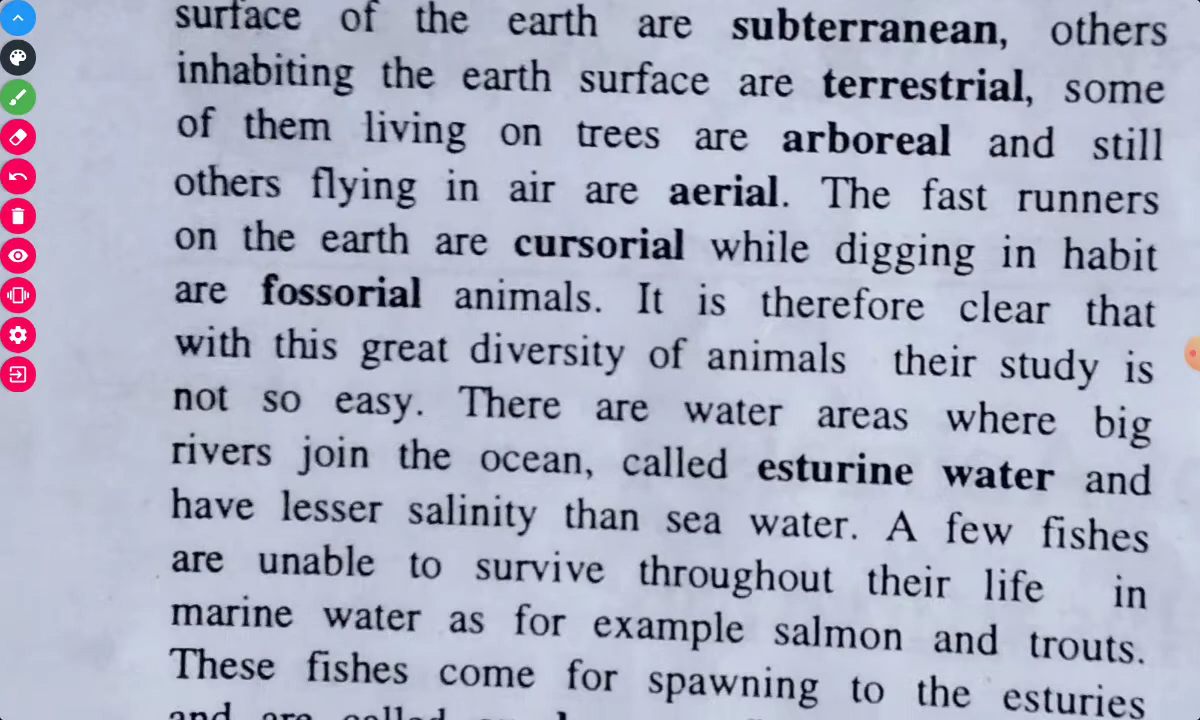 surface of the earth are subterranean, others
inhabiting the earth surface are terrestrial, some
of them living on trees are arboreal and still
others flying in air are aerial. The fast runners
on the earth are cursorial while digging in habit
are fossorial animals. It is therefore clear that
with this great diversity of animals their study is
not so easy. There are water areas where big
rivers join the ocean, called esturine water and
have lesser salinity than sea water. A few fishes
are unable to survive throughout their life in
marine water as for example salmon and trouts.
These fishes come for spawning to the esturies
and are called